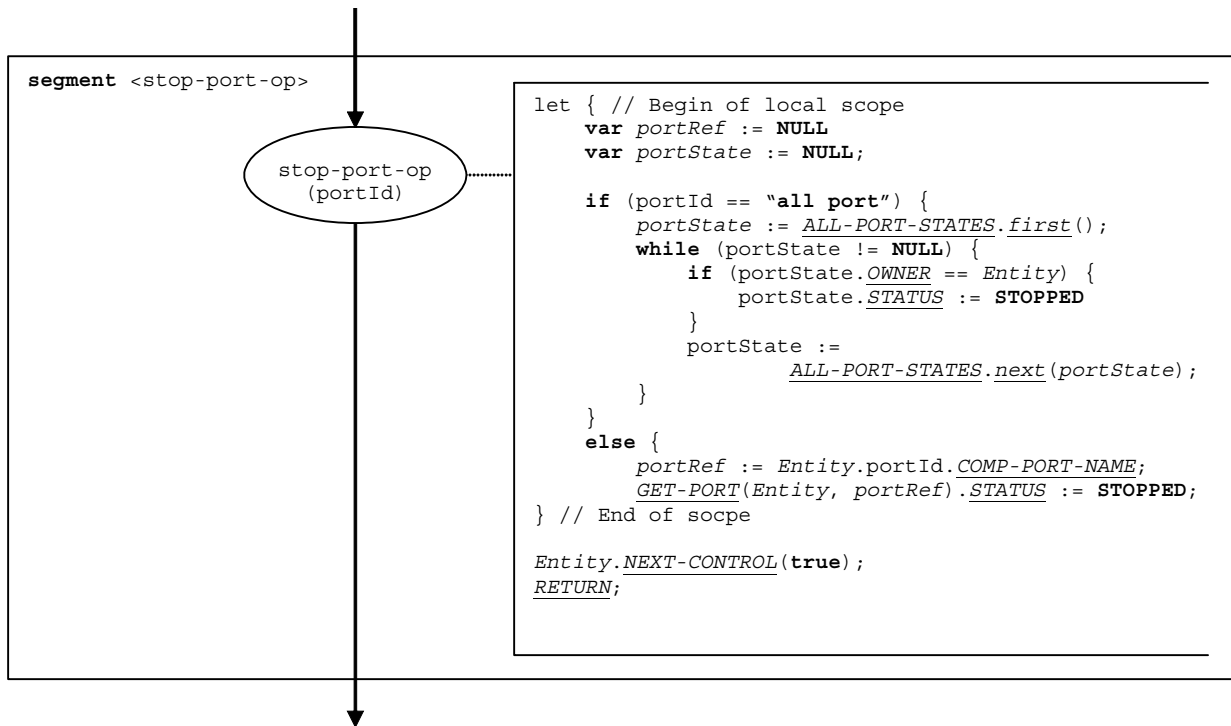 segment <stop-port-op>
stop-port-op
(portId)
let { // Begin of local scope
var portRef := NULL
var portState := NULL;
if (portId == “all port”) {
portState := ALL-PORT-STATES.first();
while (portState != NULL) {
if (portState.OWNER == Entity) {
portState.STATUS := STOPPED
}
portState :=
ALL-PORT-STATES.next(portState);
}
}
else {
portRef := Entity.portId.COMP-PORT-NAME;
GET-PORT(Entity, portRef).STATUS := STOPPED;
} // End of socpe
Entity.NEXT-CONTROL(true);
RETURN;